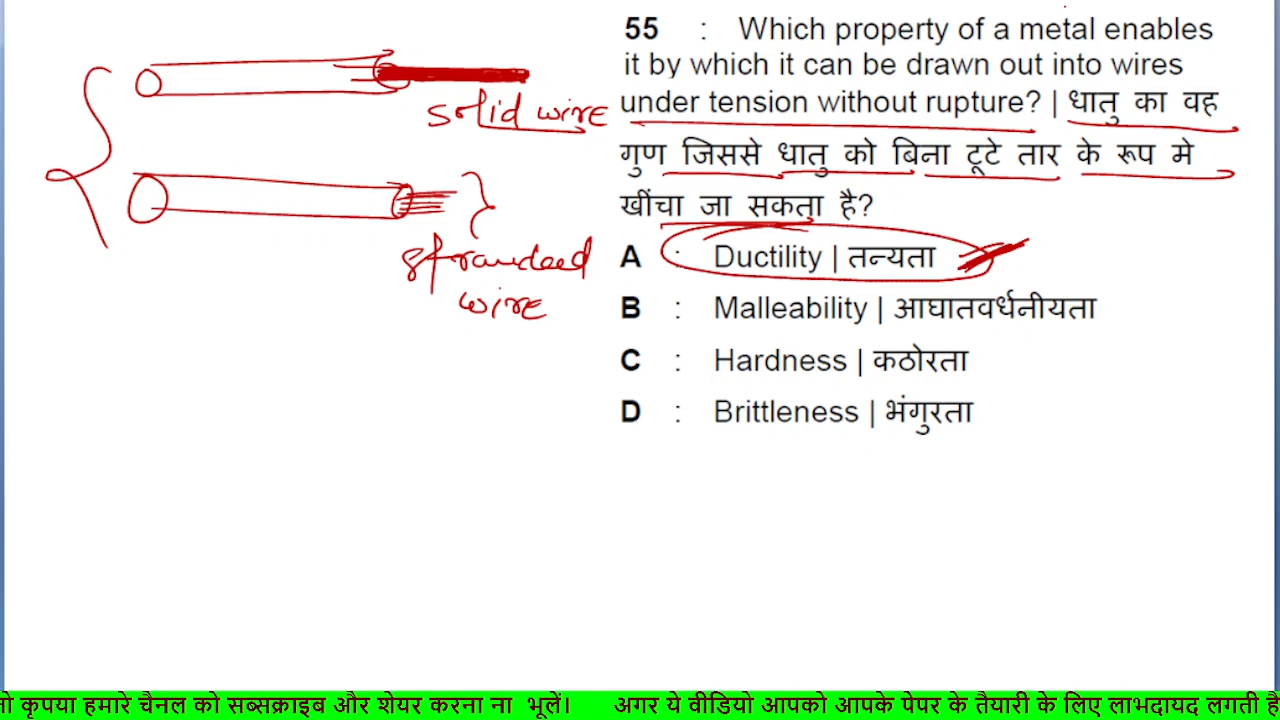 solid wire
stranded
wire
55 : Which property of a metal enables
it by which it can be drawn out into wires
under tension without rupture? | धातु का वह
गुण जिससे धातु को बिना टूटे तार के रूप मे
खींचा जा सकता है?
A : Ductility | तन्यता
B : Malleability | आघातवर्धनीयता
C : Hardness | कठोरता
D : Brittleness | भंगुरता
तो कृपया हमारे चैनल को सब्सक्राइब और शेयर करना ना भूलें। अगर ये वीडियो आपको आपके पेपर के तैयारी के लिए लाभदायद लगती है